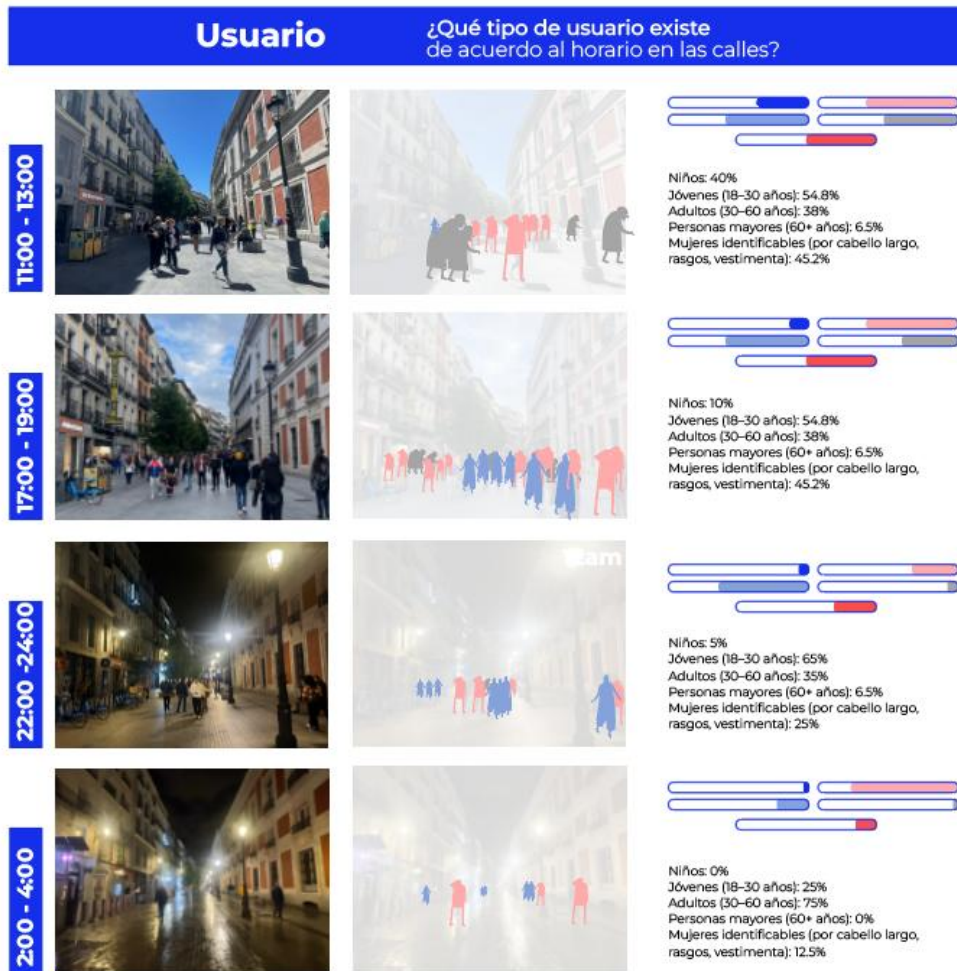 Usuario
¿Qué tipo de usuario existe
de acuerdo al horario en las calles?
11:00 - 13:00
Niños: 40%
Jóvenes (18–30 años): 54.8%
Adultos (30–60 años): 38%
Personas mayores (60+ años): 6.5%
Mujeres identificables (por cabello largo,
rasgos, vestimenta): 45.2%
17:00 - 19:00
Niños: 10%
Jóvenes (18–30 años): 54.8%
Adultos (30–60 años): 38%
Personas mayores (60+ años): 6.5%
Mujeres identificables (por cabello largo,
rasgos, vestimenta): 45.2%
22:00 -24:00
Niños: 5%
Jóvenes (18–30 años): 65%
Adultos (30–60 años): 35%
Personas mayores (60+ años): 6.5%
Mujeres identificables (por cabello largo,
rasgos, vestimenta): 25%
2:00 - 4:00
Niños: 0%
Jóvenes (18–30 años): 25%
Adultos (30–60 años): 75%
Personas mayores (60+ años): 0%
Mujeres identificables (por cabello largo,
rasgos, vestimenta): 12.5%